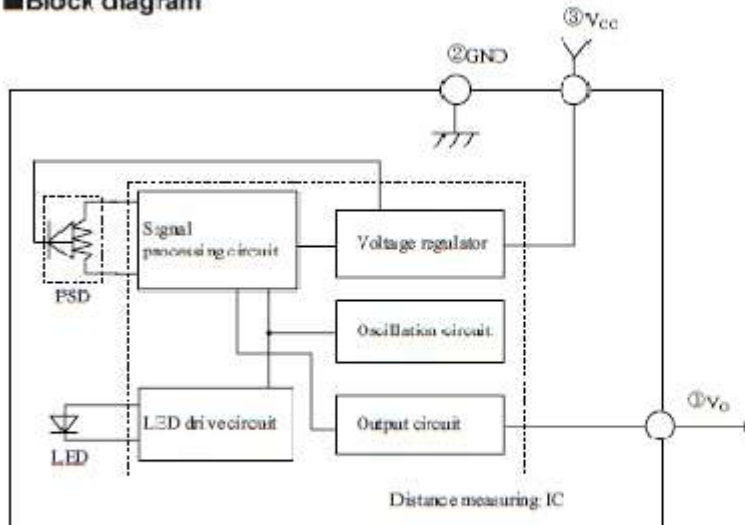 ■Block diagram
③Vcc
②GND
Signal
processing circuit
Voltage regulator
PSD
Oscillation circuit
LED drive circuit
Output circuit
①Vo
LED
Distance measuring IC